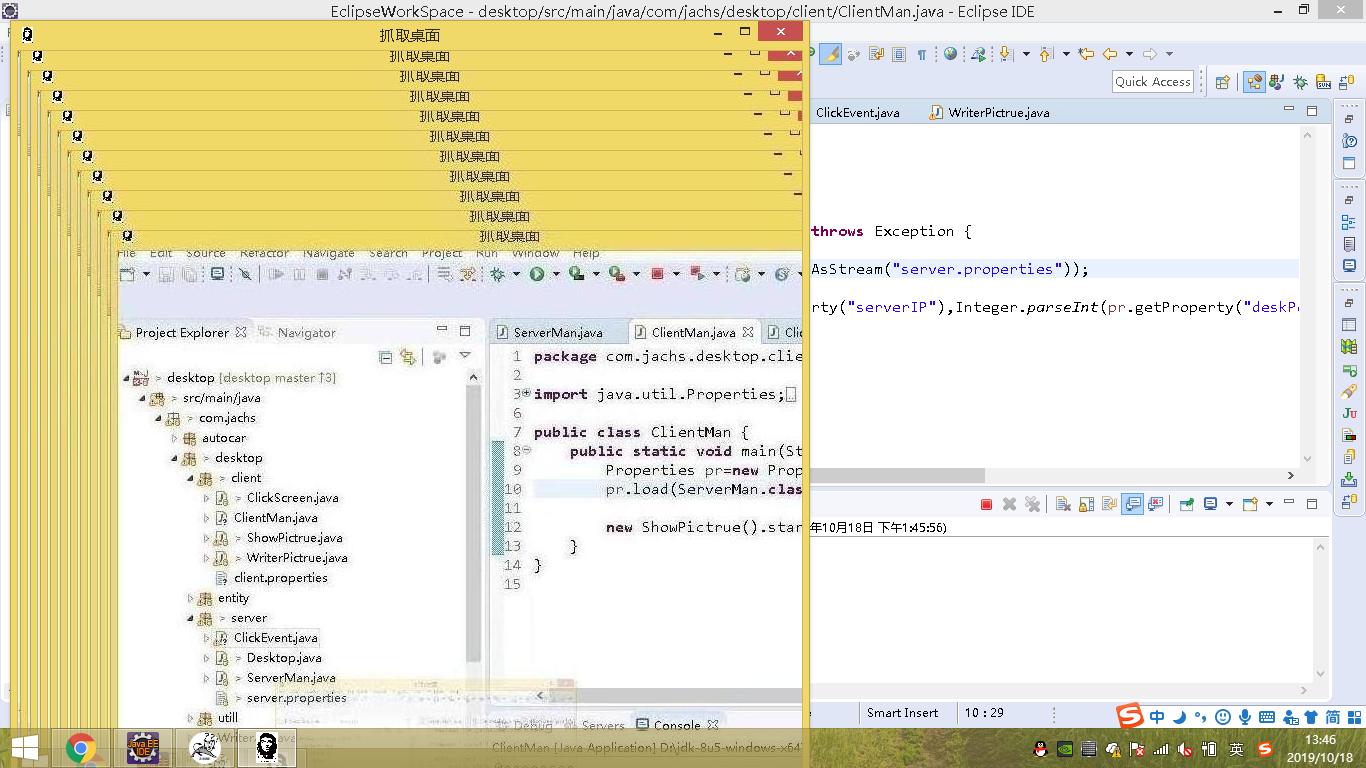 EclipseWorkSpace - desktop/src/main/java/com/jachs/desktop/client/ClientMan.java - Eclipse IDE
抓取桌面
抓取桌面
抓取桌面
抓取桌面
抓取桌面
抓取桌面
抓取桌面
抓取桌面
抓取桌面
抓取桌面
抓取桌面
Quick Access
ClickEvent.java
WriterPictrue.java
File Edit Source Refactor Navigate Search Project Run Window Help
Project Explorer
Navigator
ServerMan.java
ClientMan.java
Clic
desktop [desktop master ↑3]
> src/main/java
> com.jachs
autocar
> desktop
> client
> ClickScreen.java
> ClientMan.java
> ShowPictrue.java
> WriterPictrue.java
client.properties
entity
> server
> ClickEvent.java
> Desktop.java
> ServerMan.java
> server.properties
> utill
Writer
1 package com.jachs.desktop.clie
2
3 import java.util.Properties;
6
7 public class ClientMan {
8 public static void main(St
9 Properties pr=new Prop
10 pr.load(ServerMan.clas
11
12 new ShowPictrue().star
13 }
14 }
15
throws Exception {
AsStream("server.properties"));
rty("serverIP"),Integer.parseInt(pr.getProperty("deskP
Debug
Servers
Console
ClientMan [Java Application] D:\jdk-8u5-windows-x64
年10月18日 下午1:45:56)
Smart Insert
10 : 29
中
简
英
13:46
2019/10/18
Java EE
IDE